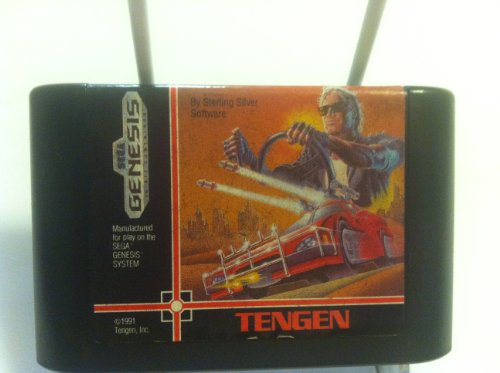 SEGA
GENESIS
By Sterling Silver
Software
Manufactured
for play on the
SEGA
GENESIS
SYSTEM
©1991
Tengen, Inc.
TENGEN